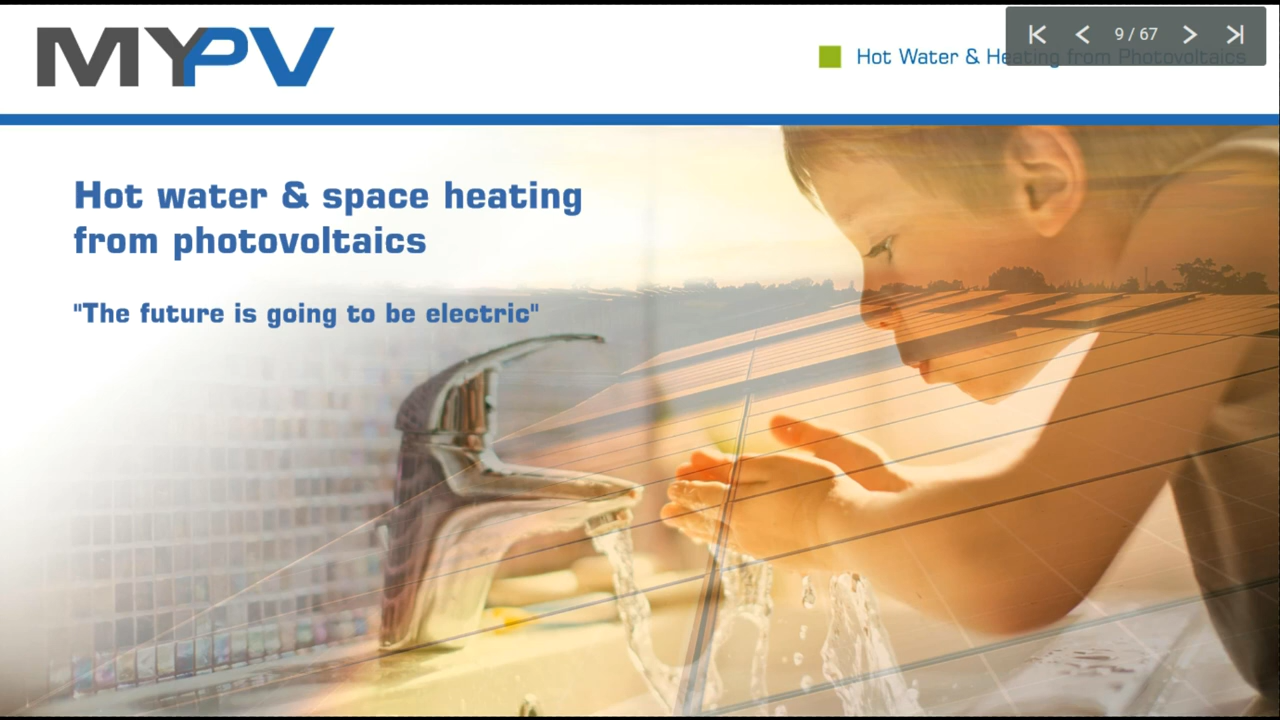 MYPV
Hot Water & Heating from Photovoltaics
9 / 67
Hot water & space heating
from photovoltaics
"The future is going to be electric"